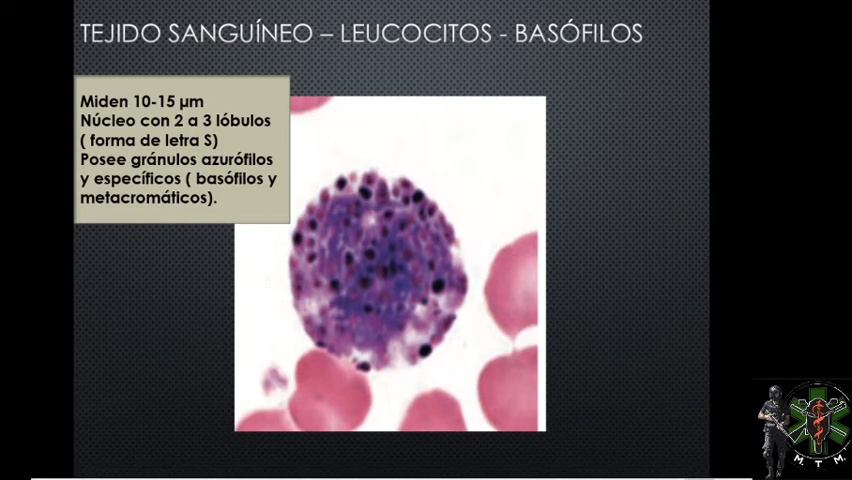 TEJIDO SANGUÍNEO – LEUCOCITOS - BASÓFILOS
Miden 10-15 µm
Núcleo con 2 a 3 lóbulos
( forma de letra S)
Posee gránulos azurófilos
y específicos ( basófilos y
metacromáticos).
M. T. M.